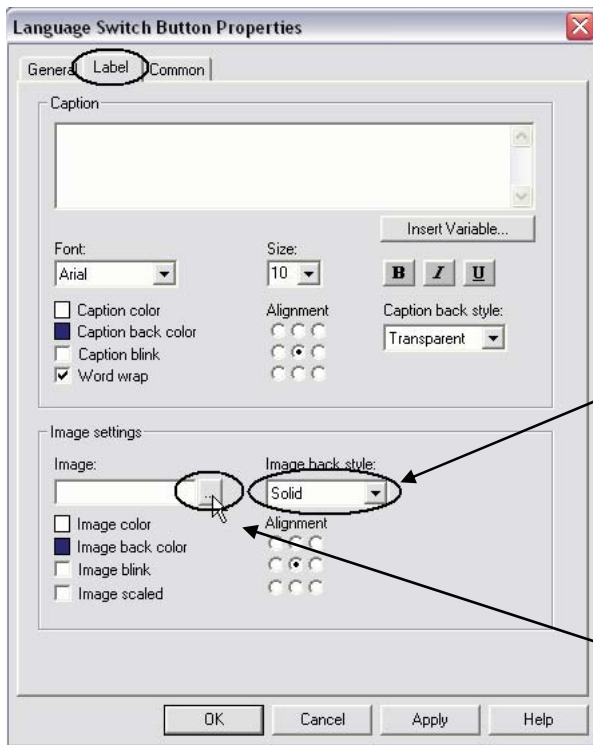 Language Switch Button Properties
General Label Common
Caption
Insert Variable...
Font: Size:
Arial 10 B I U
Caption color Alignment Caption back style:
Caption back color Transparent
Caption blink
Word wrap
Image settings
Image: Image back style:
... Solid
Image color Alignment
Image back color
Image blink
Image scaled
OK Cancel Apply Help